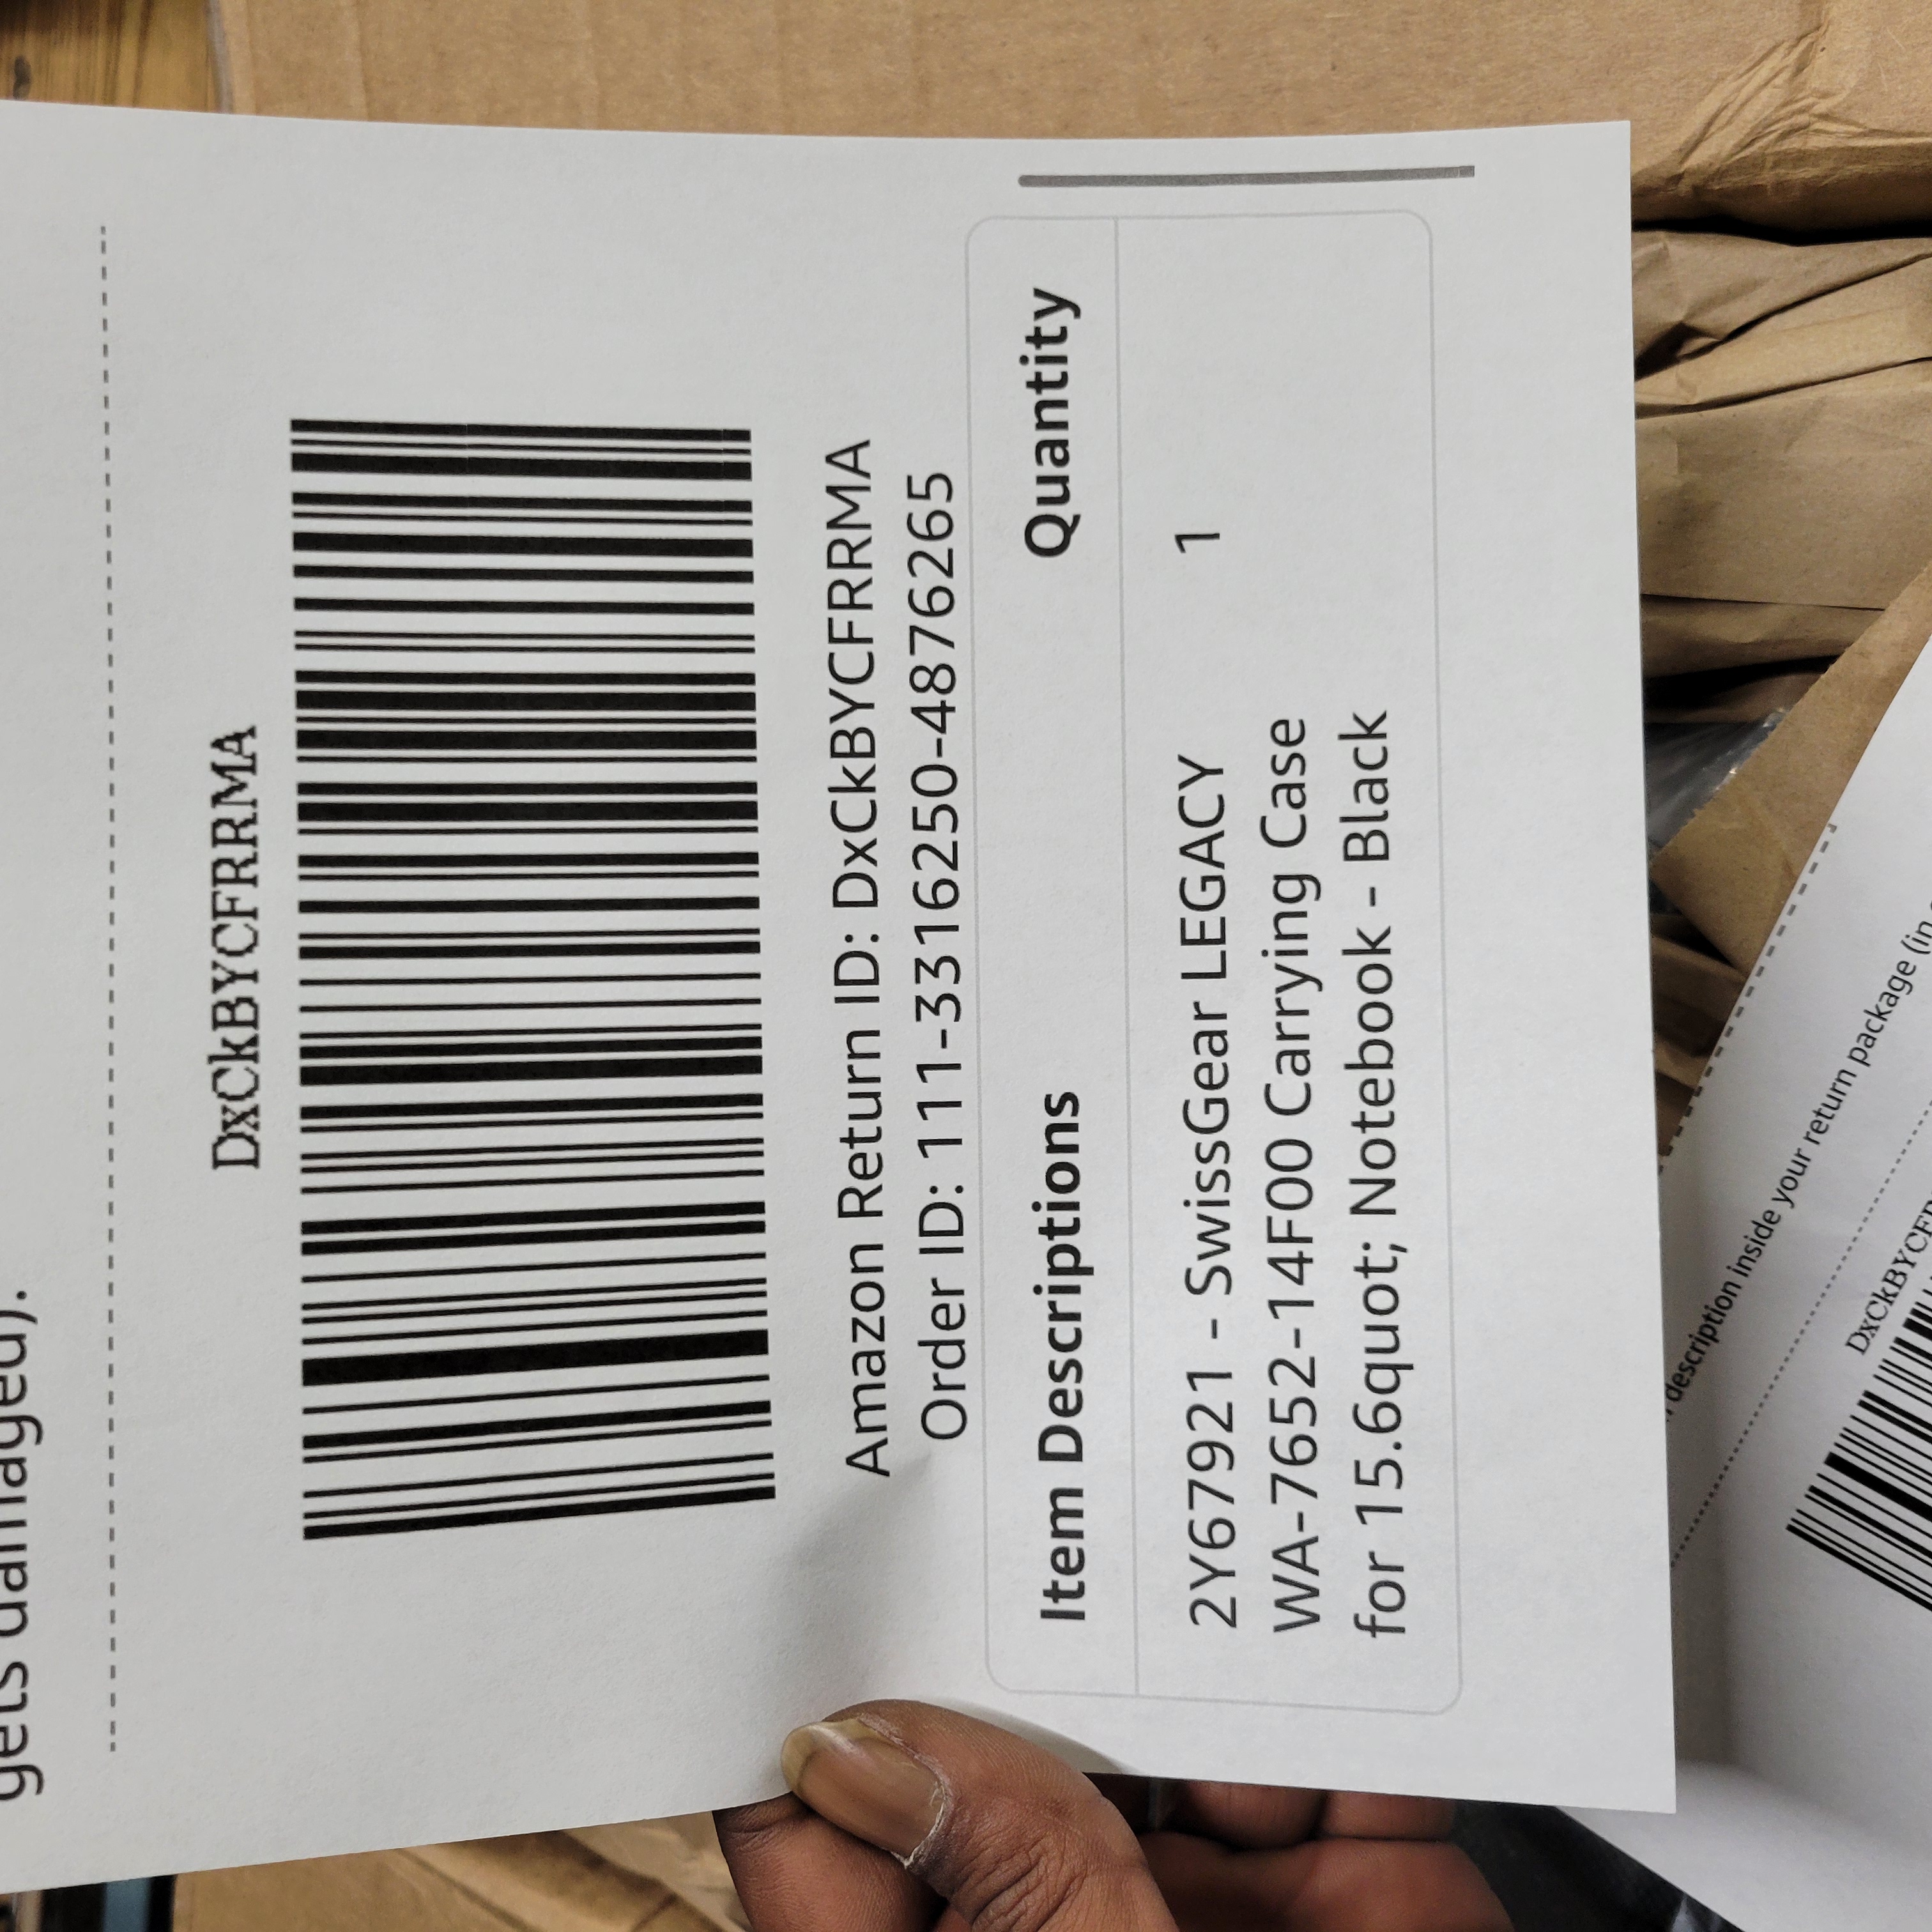 gets damaged).
DxCkBYCFRRMA
Amazon Return ID: DxCkBYCFRRMA
Order ID: 111-3316250-4876265
Item Descriptions Quantity
2Y67921 - SwissGear LEGACY 1
WA-7652-14F00 Carrying Case
for 15.6quot; Notebook - Black
description inside your return package (in
DxCkBYCF